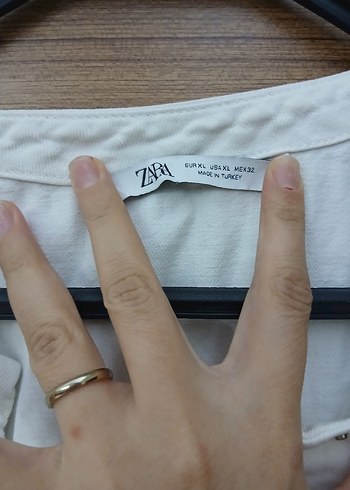 ZARA
EUR XL USA XL MEX 32
MADE IN TURKEY